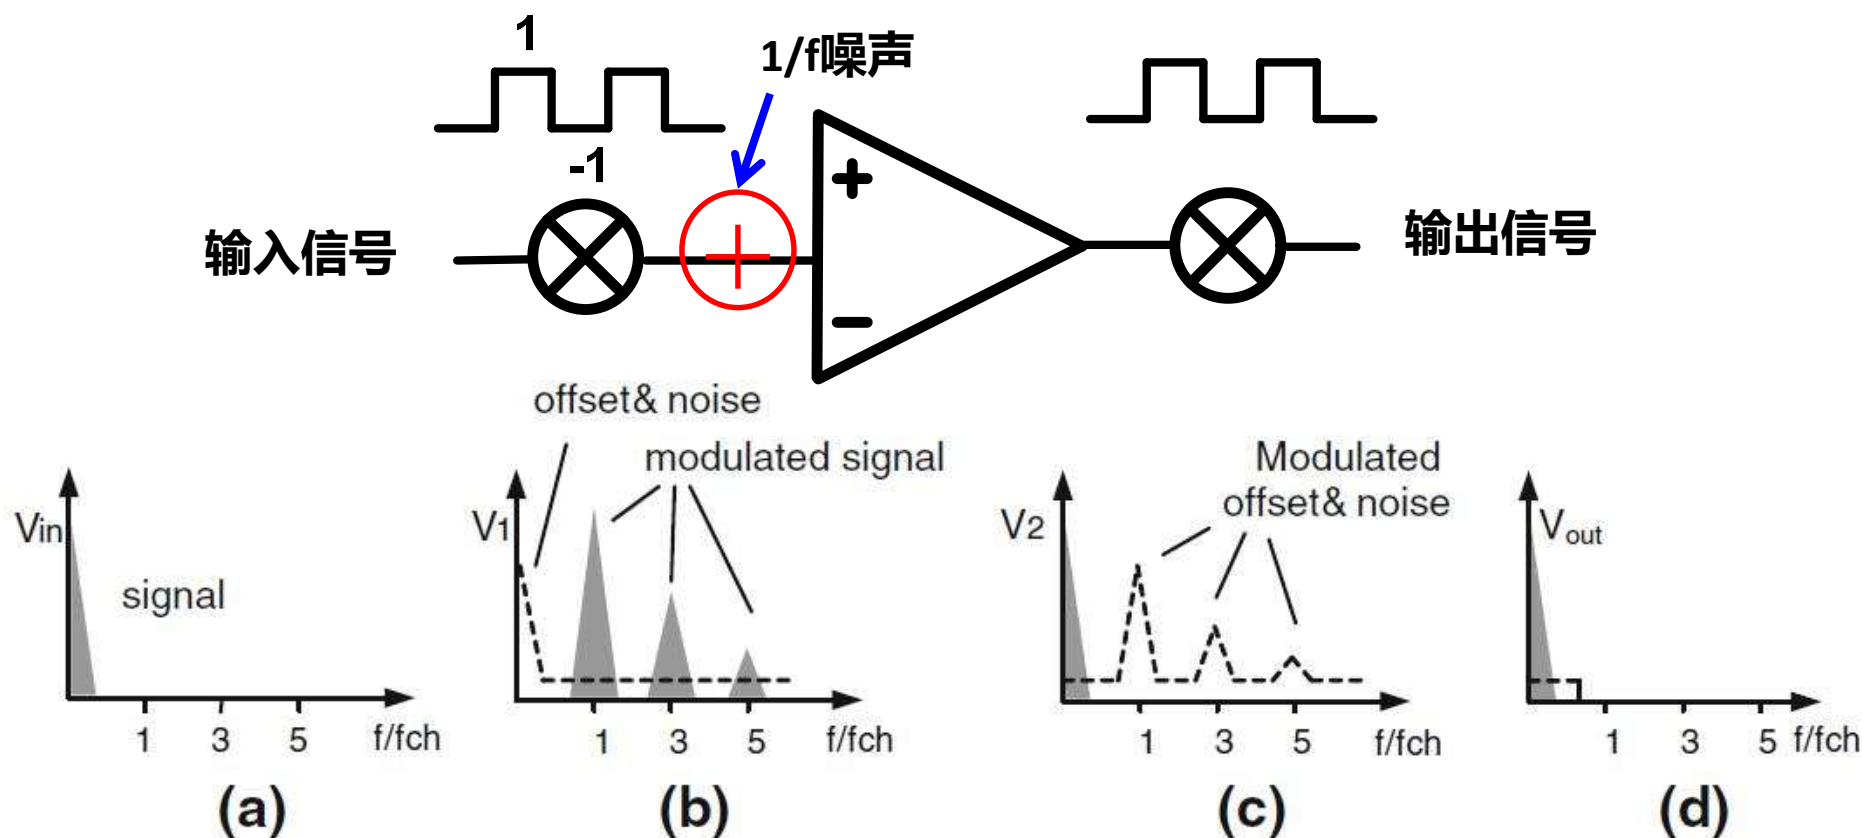 1
1/f噪声
-1
输入信号
+
−
输出信号
offset& noise
modulated signal
Modulated
offset& noise
Vin
signal
1 3 5 f/fch
(a)
V1
1 3 5 f/fch
(b)
V2
1 3 5 f/fch
(c)
Vout
1 3 5 f/fch
(d)